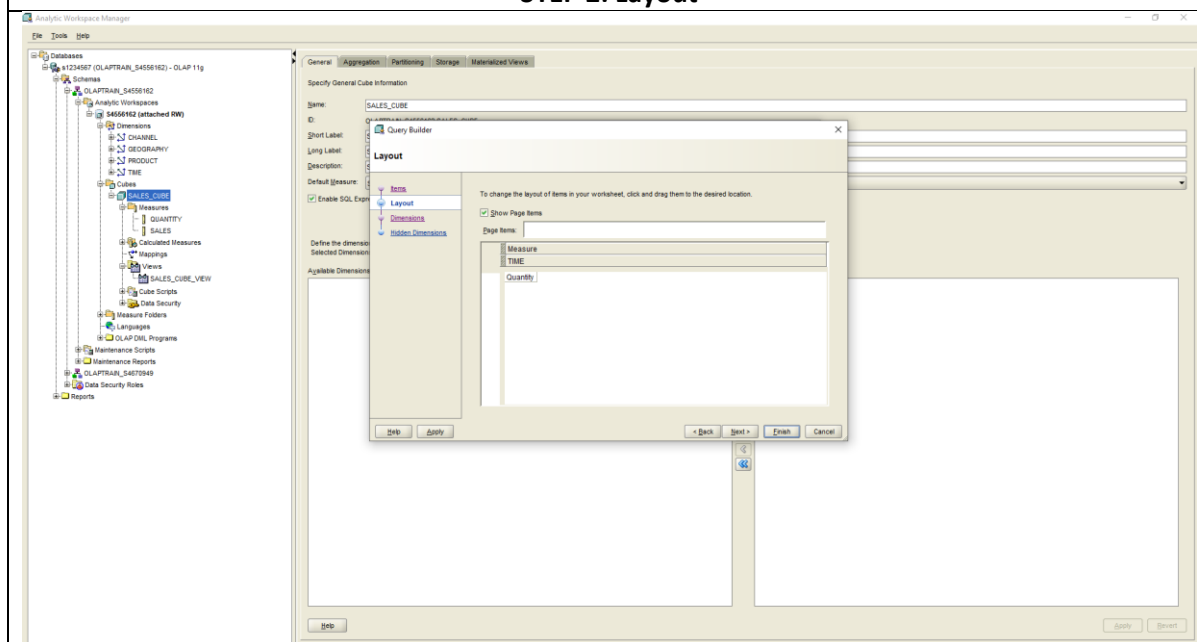 STEP 2: Layout
Analytic Workspace Manager
File Tools Help
Databases
s1234567 (OLAPTRAIN_S4556162) - OLAP 11g
Schemas
OLAPTRAIN_S4556162
Analytic Workspaces
S4556162 (attached RW)
Dimensions
CHANNEL
GEOGRAPHY
PRODUCT
TIME
Cubes
SALES_CUBE
Measures
QUANTITY
SALES
Calculated Measures
Mappings
Views
SALES_CUBE_VIEW
Cube Scripts
Data Security
Measure Folders
Languages
OLAP DML Programs
Maintenance Scripts
Maintenance Reports
OLAPTRAIN_S4670949
Data Security Roles
Reports
General Aggregation Partitioning Storage Materialized Views
Specify General Cube Information
Name: SALES_CUBE
ID:
Short Label:
Long Label:
Description:
Default Measure:
Enable SQL Expr
Define the dimensio
Selected Dimension
Available Dimensions
Query Builder
Layout
Items
Layout
Dimensions
Hidden Dimensions
To change the layout of items in your worksheet, click and drag them to the desired location.
Show Page Items
Page Items:
Measure
TIME
Quantity
Help Apply < Back Next > Finish Cancel
Help Apply Revert